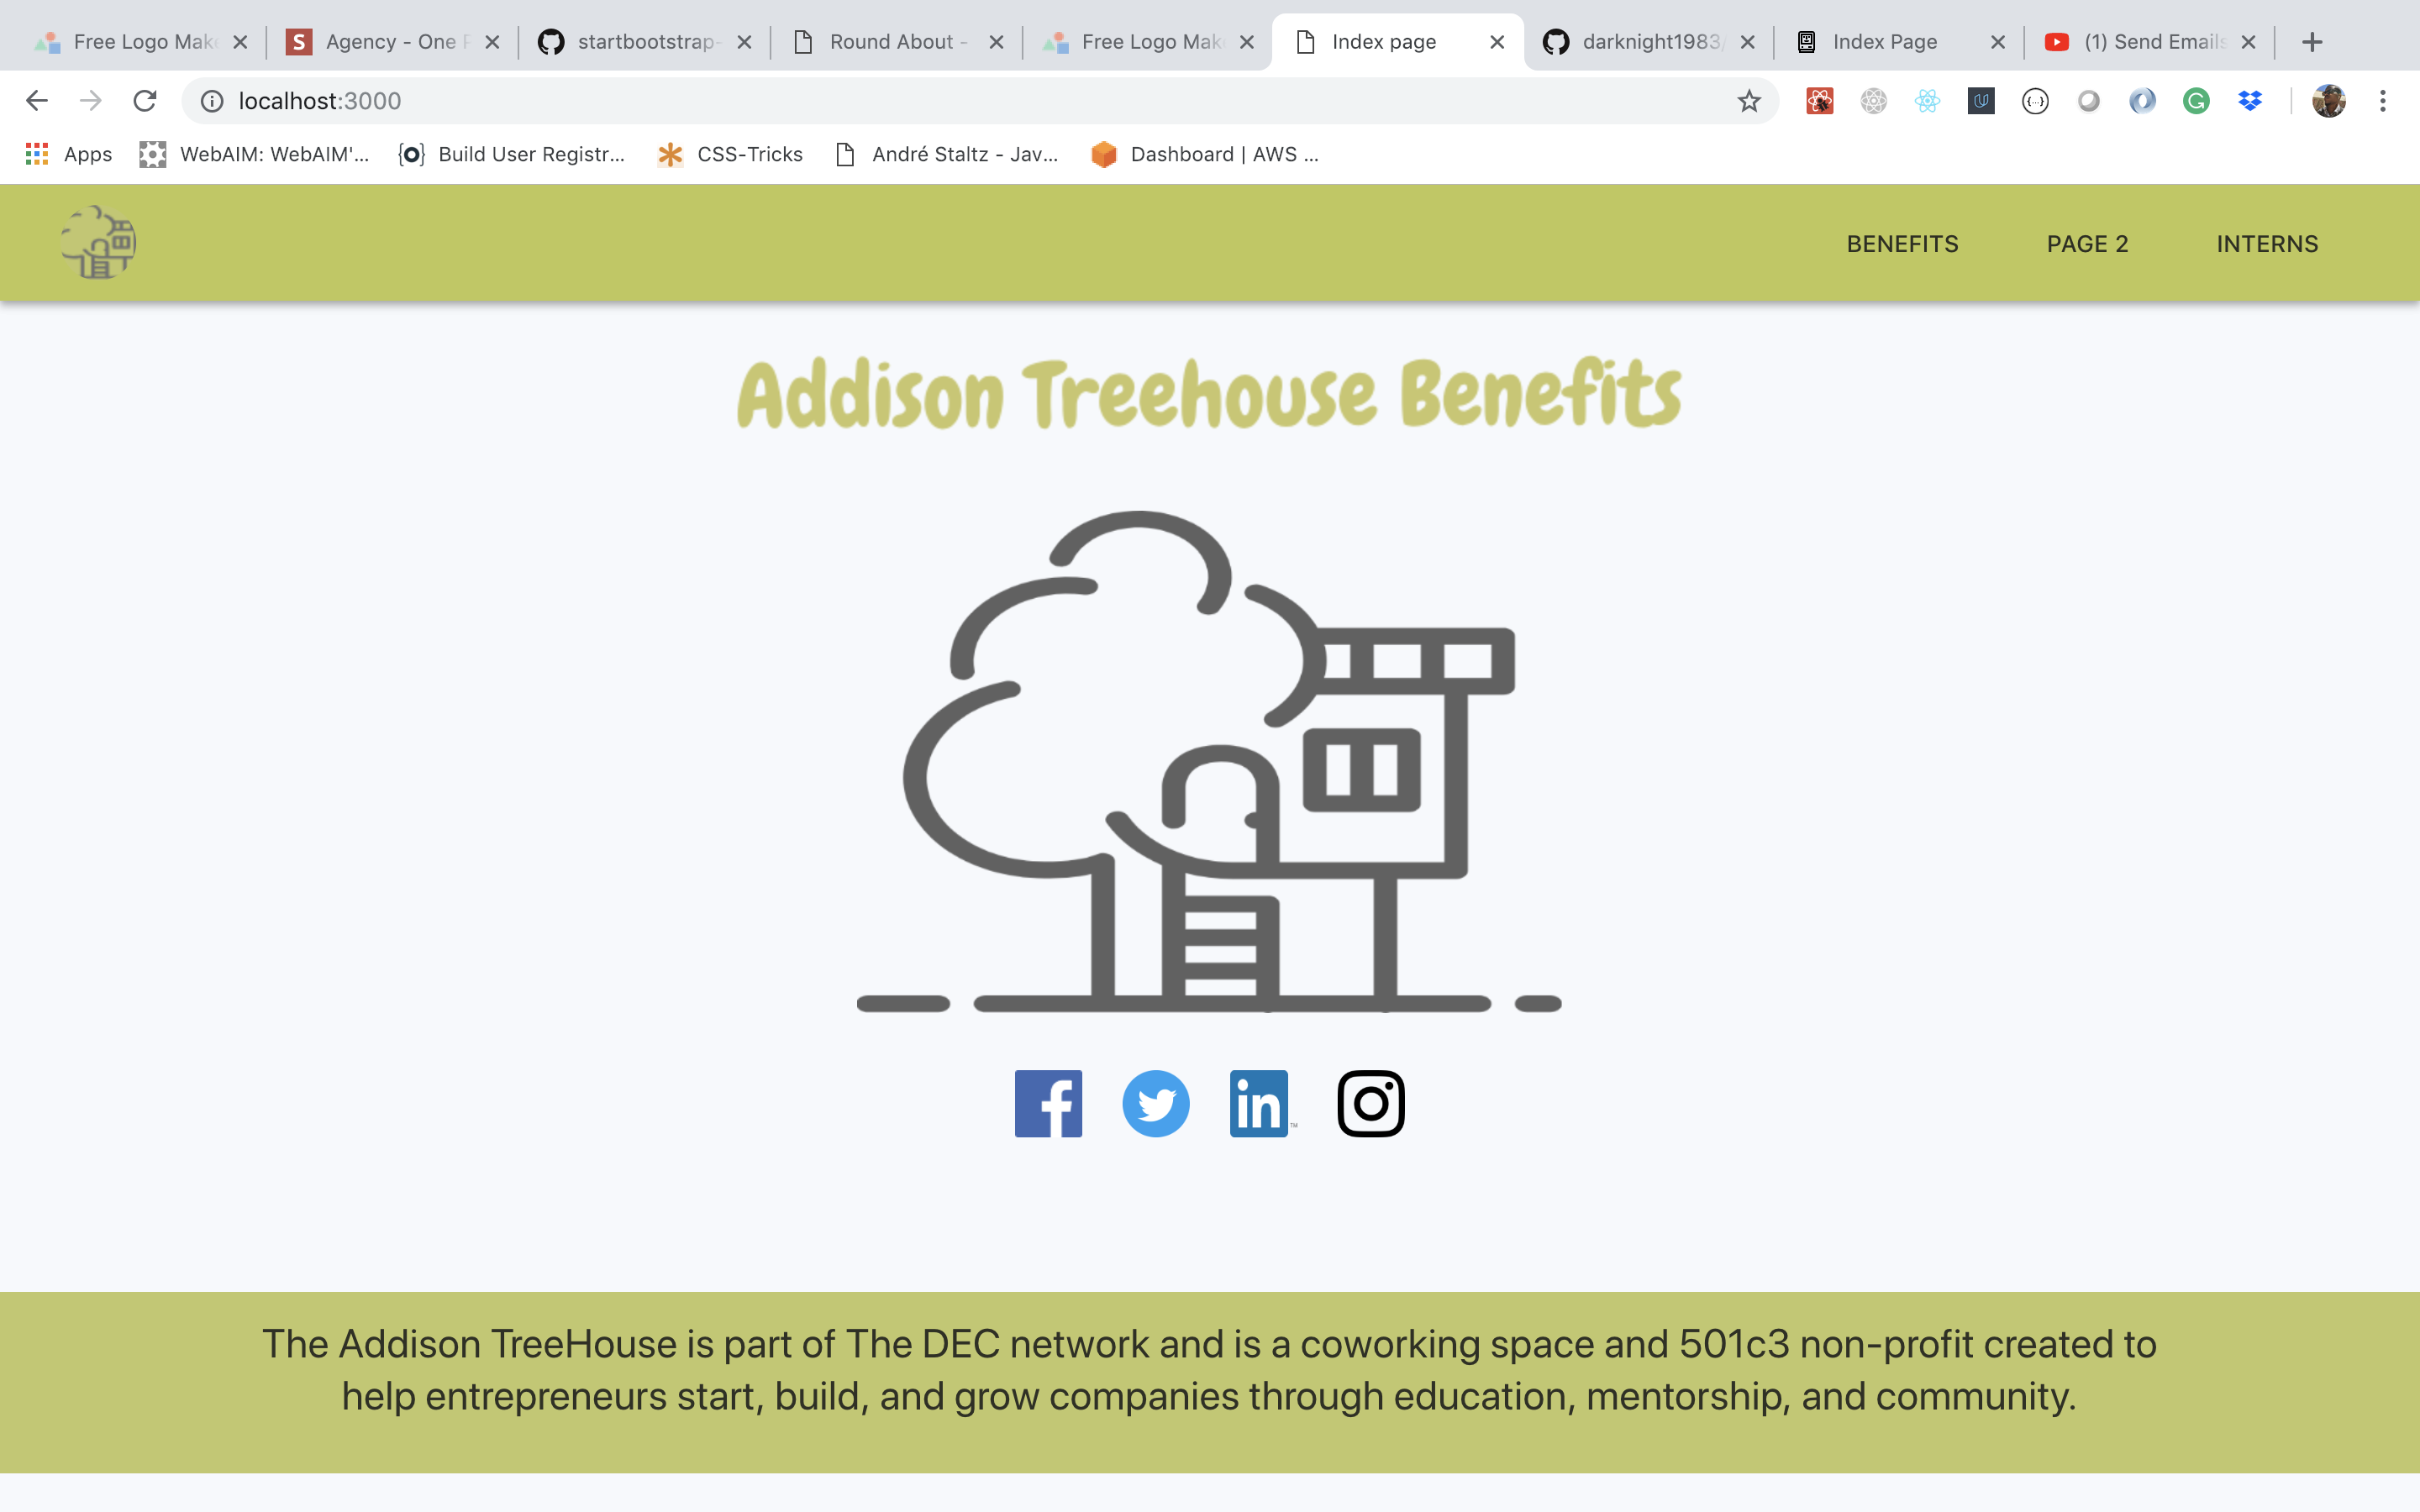 Free Logo Mak
S Agency - One P
startbootstrap-
Round About -
Free Logo Mak
Index page
darknight1983/
Index Page
(1) Send Emails
localhost:3000
Apps
WebAIM: WebAIM'...
{o} Build User Registr...
CSS-Tricks
André Staltz - Jav...
Dashboard | AWS ...
BENEFITS
PAGE 2
INTERNS
Addison Treehouse Benefits
f
in TM
The Addison TreeHouse is part of The DEC network and is a coworking space and 501c3 non-profit created to
help entrepreneurs start, build, and grow companies through education, mentorship, and community.